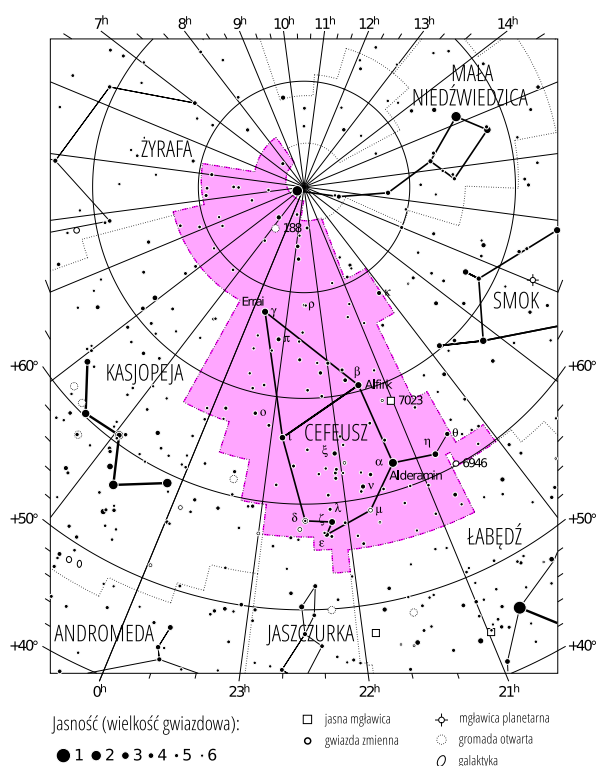 7h 8h 9h 10h 11h 12h 13h 14h
MAŁA
NIEDŹWIEDZICA
ŻYRAFA
188
κ
SMOK
Errai
γ
ρ
π
+60°
KASJOPEJA
β
Alfirk
+60°
7023
ο
ι
CEFEUSZ
θ
η
ξ
α
6946
Alderamin
ν
δ
ζ
λ
μ
ε
+50°
+50°
ŁABĘDŹ
+40°
ANDROMEDA
JASZCZURKA
+40°
0h 23h 22h 21h
Jasność (wielkość gwiazdowa):
1 2 3 4 5 6
jasna mgławica
gwiazda zmienna
mgławica planetarna
gromada otwarta
galaktyka